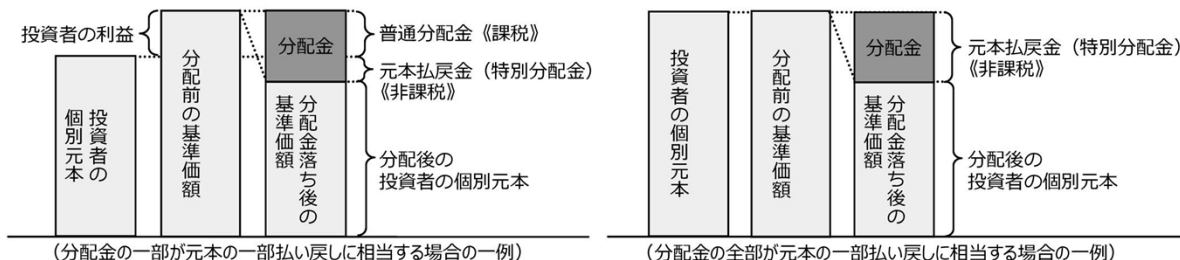 投資者の利益
投資者の
個別元本
分配前の基準価額
分配金
分配金落ち後の
基準価額
普通分配金《課税》
元本払戻金（特別分配金）
《非課税》
分配後の
投資者の個別元本
（分配金の一部が元本の一部払い戻しに相当する場合の一例）
投資者の個別元本
分配前の基準価額
分配金
分配金落ち後の
基準価額
元本払戻金（特別分配金）
《非課税》
分配後の
投資者の個別元本
（分配金の全部が元本の一部払い戻しに相当する場合の一例）